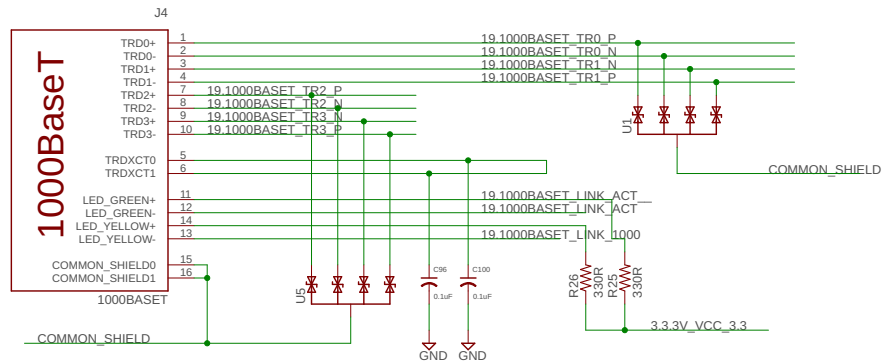 J4
1000BaseT
TRD0+ 1 19.1000BASET_TR0_P
TRD0- 2 19.1000BASET_TR0_N
TRD1+ 3 19.1000BASET_TR1_N
TRD1- 4 19.1000BASET_TR1_P
TRD2+ 7 19.1000BASET_TR2_P
TRD2- 8 19.1000BASET_TR2_N
TRD3+ 9 19.1000BASET_TR3_N
TRD3- 10 19.1000BASET_TR3_P
U1
TRDXCT0 5
TRDXCT1 6
COMMON_SHIELD
LED_GREEN+ 11 19.1000BASET_LINK_ACT__
LED_GREEN- 12 19.1000BASET_LINK_ACT
LED_YELLOW+ 14
LED_YELLOW- 13 19.1000BASET_LINK_1000
COMMON_SHIELD0 15
COMMON_SHIELD1 16
1000BASET
U5
C96
0.1uF
C100
0.1uF
R26
330R
R25
330R
3.3.3V_VCC_3.3
COMMON_SHIELD
GND
GND